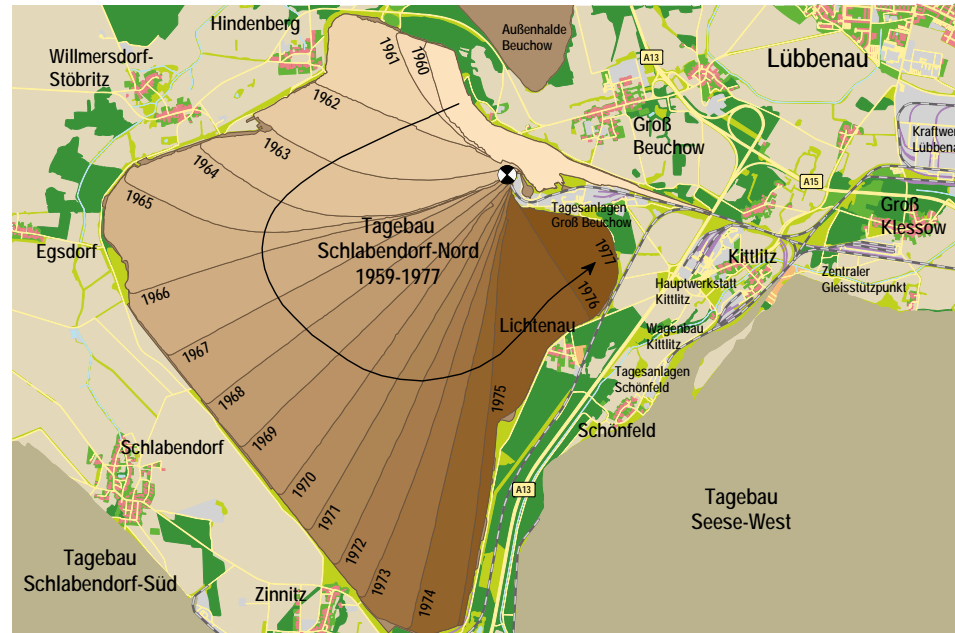 Hindenberg
Außenhalde
Beuchow
Willmersdorf-
Stöbritz
A13
Lübbenau
1961
1960
1962
1963
1964
1965
Groß
Beuchow
Kraftwer
Lübbena
A15
Tagesanlagen
Groß Beuchow
Groß
Klessow
Egsdorf
Tagebau
Schlabendorf-Nord
1959-1977
1977
Kittlitz
Zentraler
Gleisstützpunkt
Hauptwerkstatt
Kittlitz
1966
1976
Lichtenau
Wagenbau
Kittlitz
1967
Tagesanlagen
Schönfeld
1968
1975
1969
Schönfeld
Schlabendorf
1970
A13
1971
Tagebau
Seese-West
1972
Tagebau
Schlabendorf-Süd
1973
1974
Zinnitz